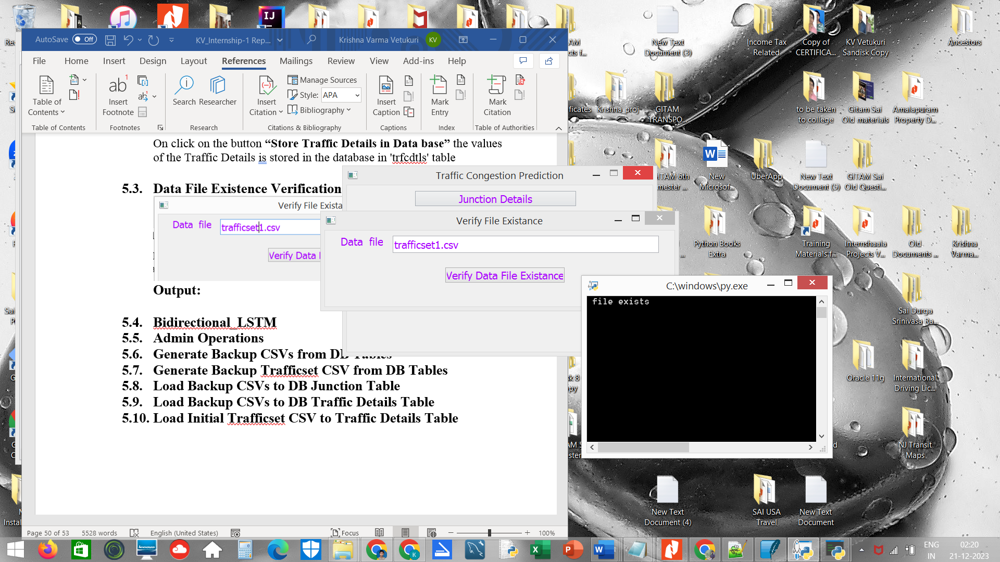 AutoSave Off KV_Internship-1 Rep... Krishna Varma Vetukuri KV
File Home Insert Design Layout References Mailings Review View Add-ins Help
Table of Contents
Insert Footnote
Search Researcher
Insert Citation
Manage Sources
Style: APA
Bibliography
Insert Caption
Mark Entry
Mark Citation
Table of Contents Footnotes Research Citations & Bibliography Captions Index Table of Authorities
On click on the button “Store Traffic Details in Data base” the values
of the Traffic Details is stored in the database in 'trfcdtls' table
5.3. Data File Existence Verification
Verify File Exista
Data file trafficset1.csv
Verify Data
Output:
5.4. Bidirectional_LSTM
5.5. Admin Operations
5.6. Generate Backup CSVs from DB Tables
5.7. Generate Backup Trafficset CSV from DB Tables
5.8. Load Backup CSVs to DB Junction Table
5.9. Load Backup CSVs to DB Traffic Details Table
5.10. Load Initial Trafficset CSV to Traffic Details Table
Page 50 of 53 5528 words English (United States) Focus 100%
Traffic Congestion Prediction
Junction Details
Verify File Existance
Data file trafficset1.csv
Verify Data File Existance
C:\windows\py.exe
file exists
New Text Document (3)
Income Tax Related
Copy of CERTIFICA...
KV Vetukuri Sandisk Copy
Ancestors
ficates
Krishna_proj
GITAM TRANSPO...
to be taken to college
Gitam Sai Old materials
Amalapuram Property D...
ITAM 6th mester ...
New Microsof...
UberApp
New Text Document (5)
GITAM Sai Old Questi...
Python Books Extra
Training Materials f...
Internshaala Projects V...
Old Documents ...
Krishna Varma...
Sai Durga Srinivasa Ra...
Oracle 11g
International Driving Lic...
NJ Transit Maps
New Text Document (4)
SAI USA Travel
New Text Document
ENG 02:20
IN 21-12-2023